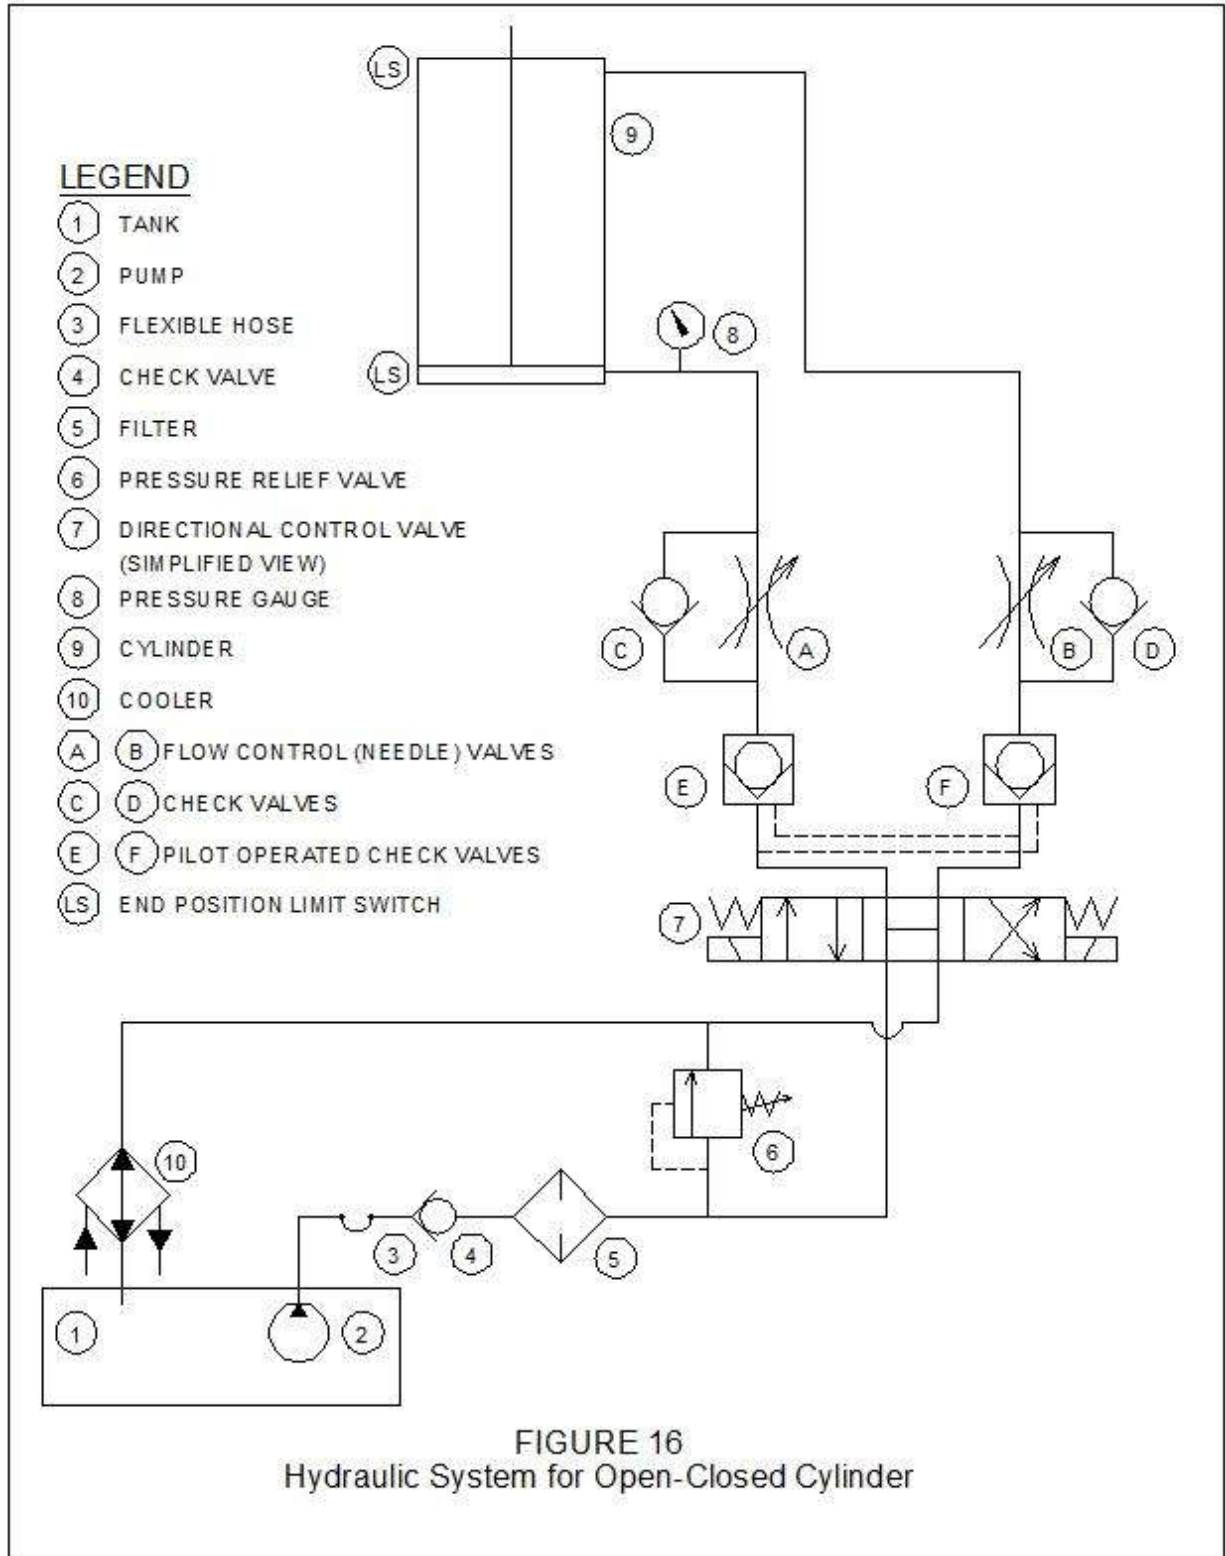 LS
9
LEGEND
1 TANK
2 PUMP
3 FLEXIBLE HOSE
4 CHECK VALVE
5 FILTER
6 PRESSURE RELIEF VALVE
7 DIRECTIONAL CONTROL VALVE
(SIMPLIFIED VIEW)
8 PRESSURE GAUGE
9 CYLINDER
10 COOLER
A B FLOW CONTROL (NEEDLE) VALVES
C D CHECK VALVES
E F PILOT OPERATED CHECK VALVES
LS END POSITION LIMIT SWITCH
8
LS
C A B D
E F
7
6
10
3 4 5
1 2
FIGURE 16
Hydraulic System for Open-Closed Cylinder